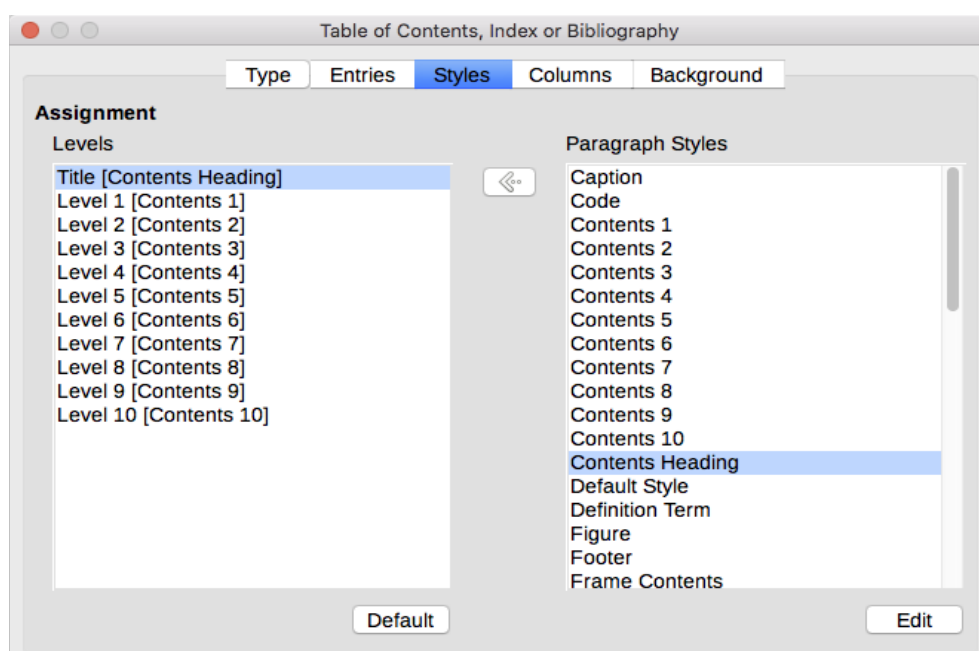 Table of Contents, Index or Bibliography
Type Entries Styles Columns Background
Assignment
Levels
Title [Contents Heading]
Level 1 [Contents 1]
Level 2 [Contents 2]
Level 3 [Contents 3]
Level 4 [Contents 4]
Level 5 [Contents 5]
Level 6 [Contents 6]
Level 7 [Contents 7]
Level 8 [Contents 8]
Level 9 [Contents 9]
Level 10 [Contents 10]
Default
Paragraph Styles
Caption
Code
Contents 1
Contents 2
Contents 3
Contents 4
Contents 5
Contents 6
Contents 7
Contents 8
Contents 9
Contents 10
Contents Heading
Default Style
Definition Term
Figure
Footer
Frame Contents
Edit